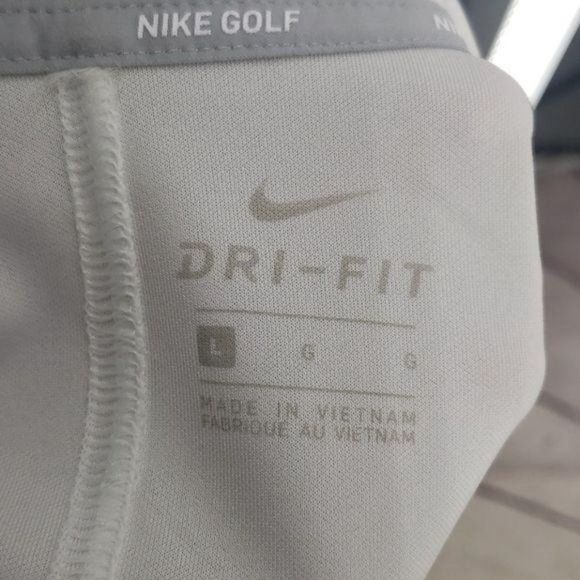 NIKE GOLF
DRI-FIT
L G G
MADE IN VIETNAM
FABRIQUÉ AU VIETNAM